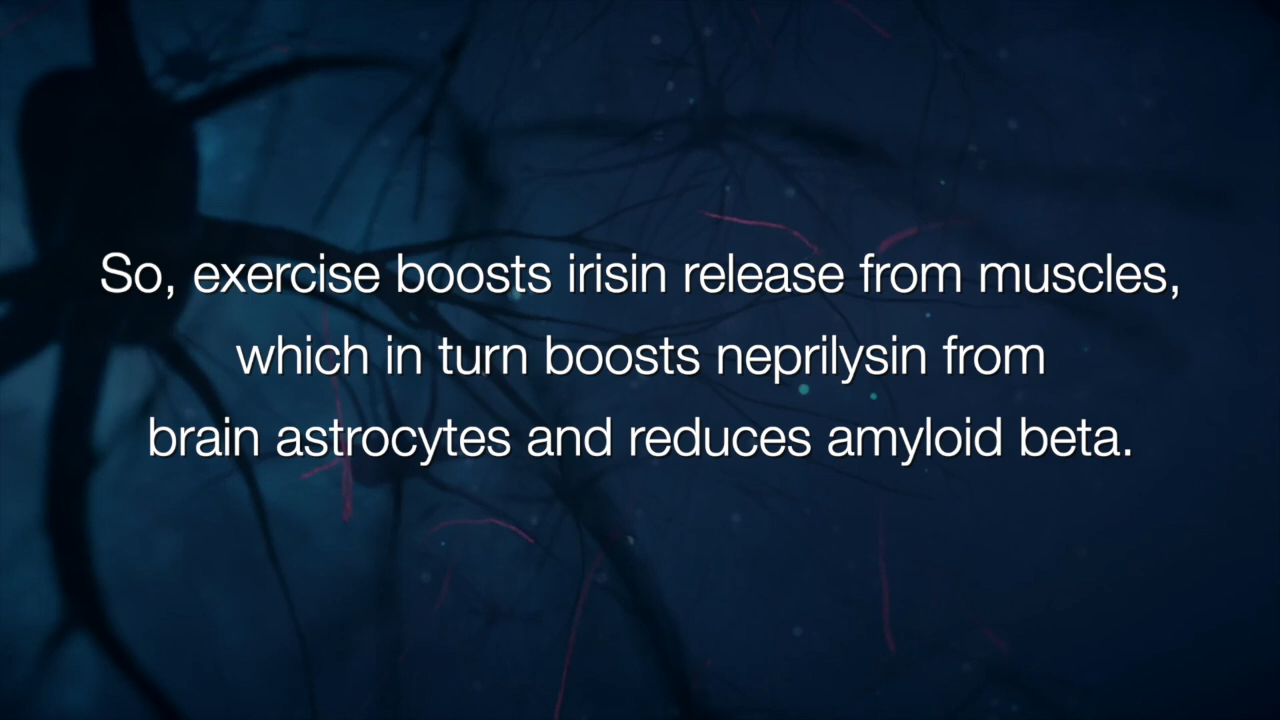 So, exercise boosts irisin release from muscles,
which in turn boosts neprilysin from
brain astrocytes and reduces amyloid beta.